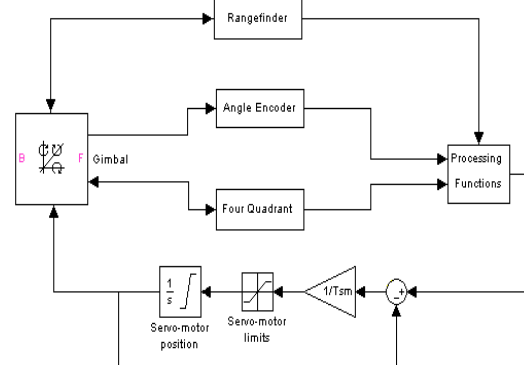 Rangefinder
Angle Encoder
B
F
Gimbal
Processing
Functions
Four Quadrant
1
s
1/Tsm
+
−
Servo-motor
position
Servo-motor
limits